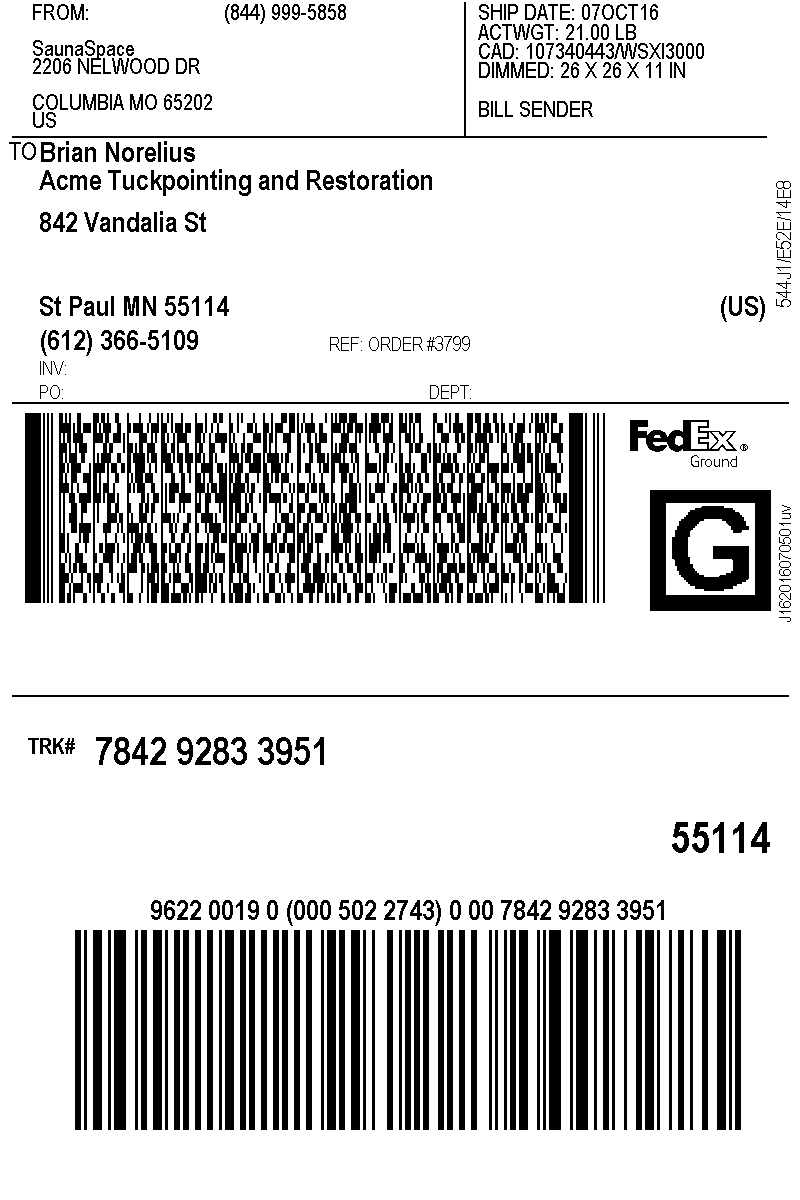 FROM: (844) 999-5858
SaunaSpace
2206 NELWOOD DR
COLUMBIA MO 65202
US
SHIP DATE: 07OCT16
ACTWGT: 21.00 LB
CAD: 107340443/WSXI3000
DIMMED: 26 X 26 X 11 IN
BILL SENDER
TO Brian Norelius
Acme Tuckpointing and Restoration
842 Vandalia St
St Paul MN 55114 (US)
(612) 366-5109 REF: ORDER #3799
INV:
PO: DEPT:
544J1/E52E/14E8
FedEx®
Ground
G
J162016070501uv
TRK# 7842 9283 3951
55114
9622 0019 0 (000 502 2743) 0 00 7842 9283 3951